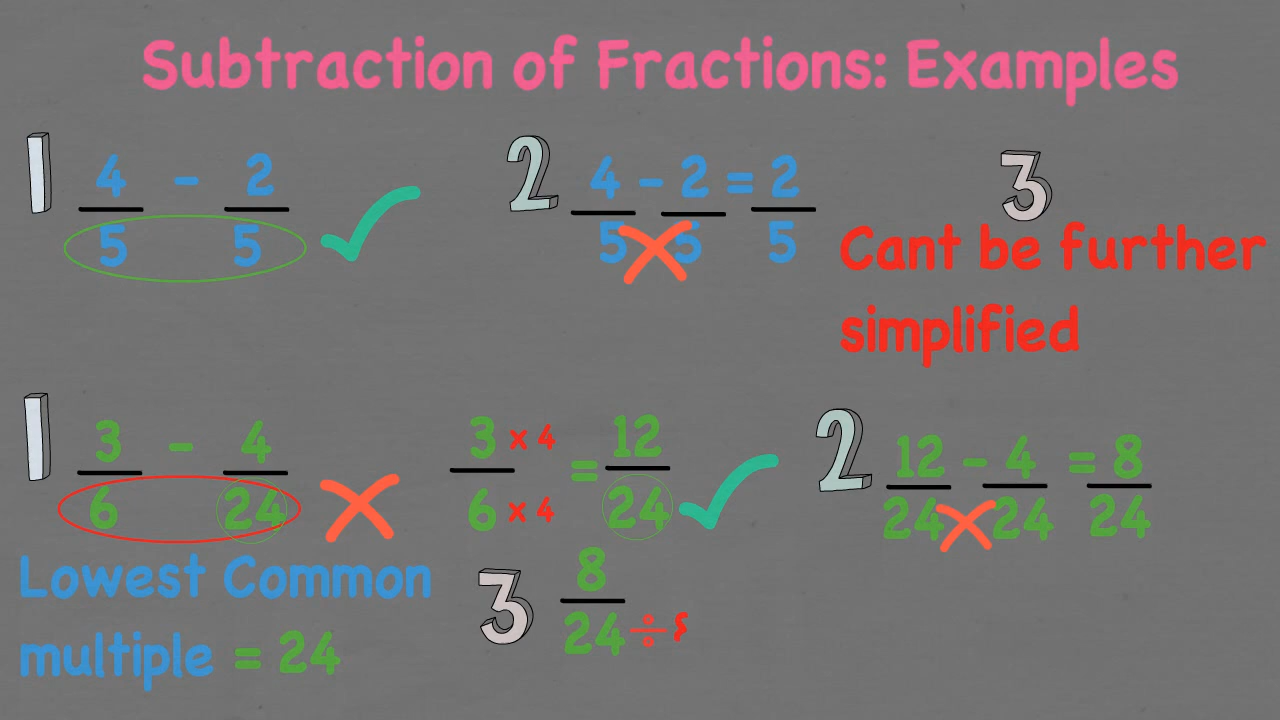 Subtraction of Fractions: Examples
1
4 - 2
5 5
2
4 - 2 = 2
5 5 5
3
Cant be further
simplified
1
3 - 4
6 24
3 × 4 = 12
6 × 4 24
2
12 - 4 = 8
24 24 24
Lowest Common
multiple = 24
3
8
24 ÷